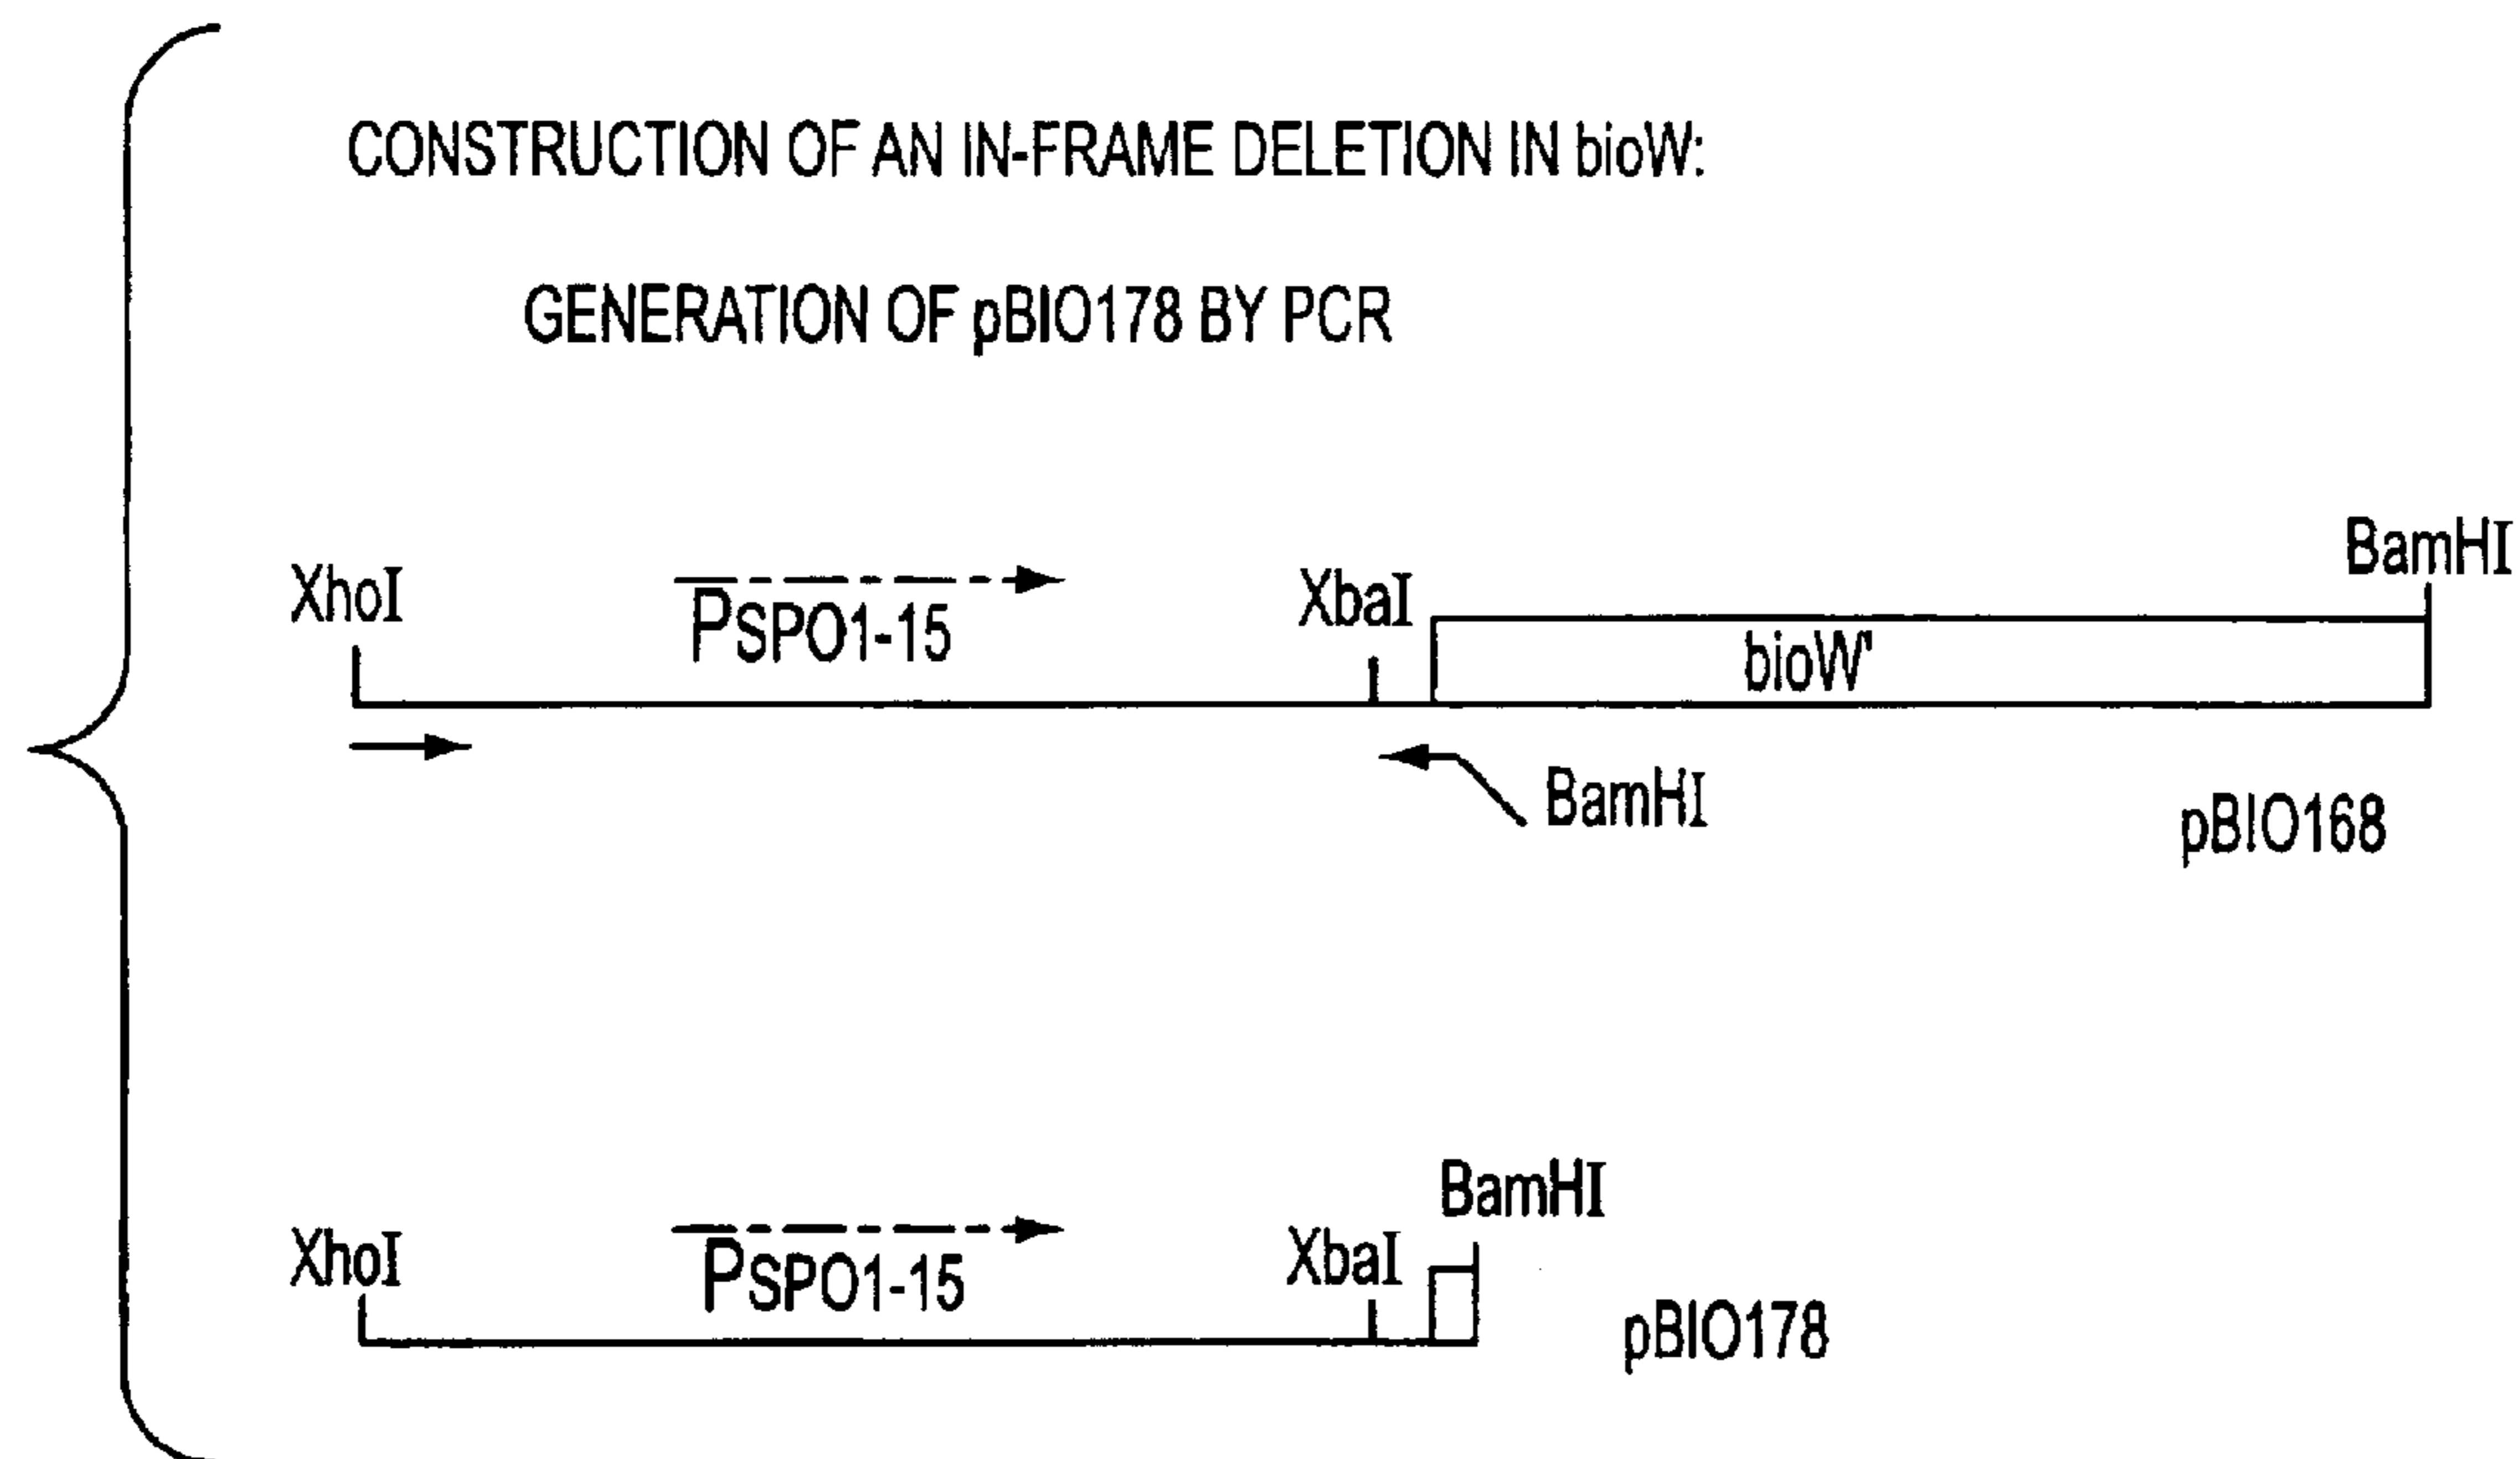 CONSTRUCTION OF AN IN-FRAME DELETION IN bioW:
GENERATION OF pBIO178 BY PCR
BamHI
XhoI
PSPO1-15
XbaI
bioW'
BamHI
pBIO168
BamHI
XhoI
PSPO1-15
XbaI
pBIO178